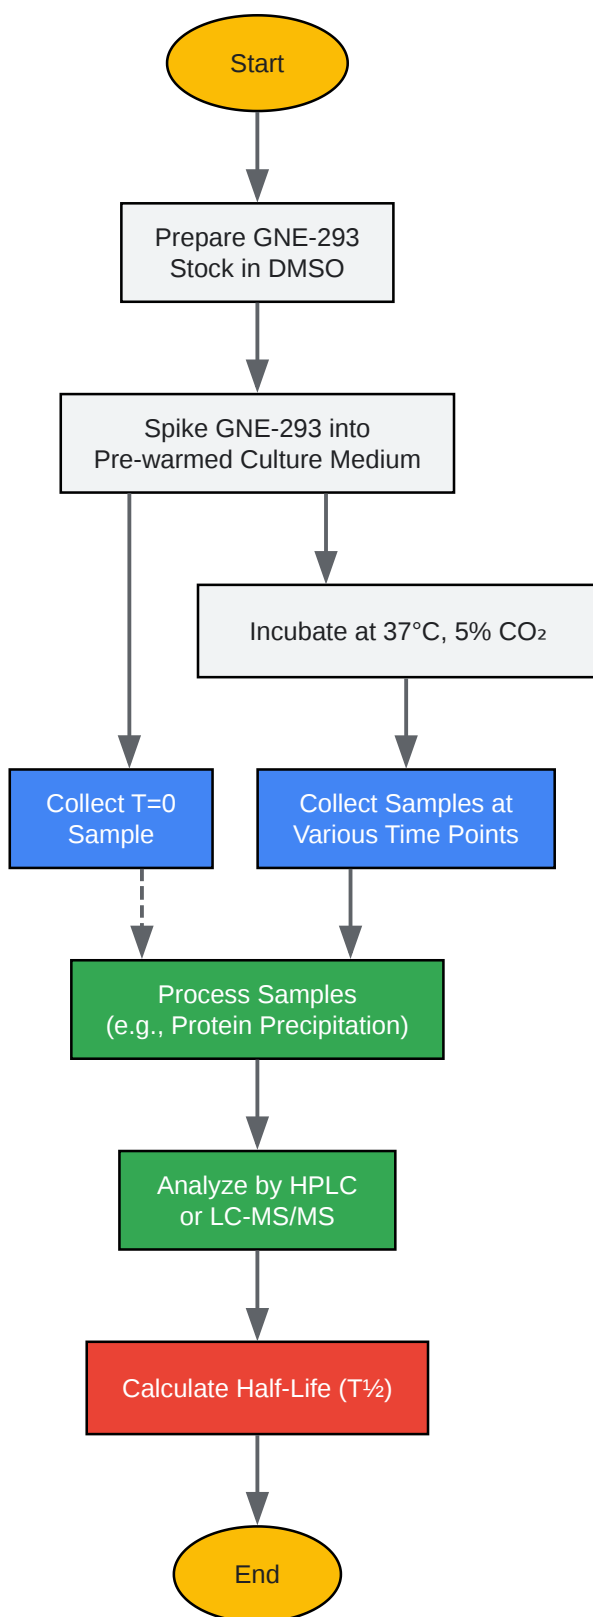 Start
Prepare GNE-293
Stock in DMSO
Spike GNE-293 into
Pre-warmed Culture Medium
Incubate at 37°C, 5% CO₂
Collect T=0
Sample
Collect Samples at
Various Time Points
Process Samples
(e.g., Protein Precipitation)
Analyze by HPLC
or LC-MS/MS
Calculate Half-Life (T½)
End